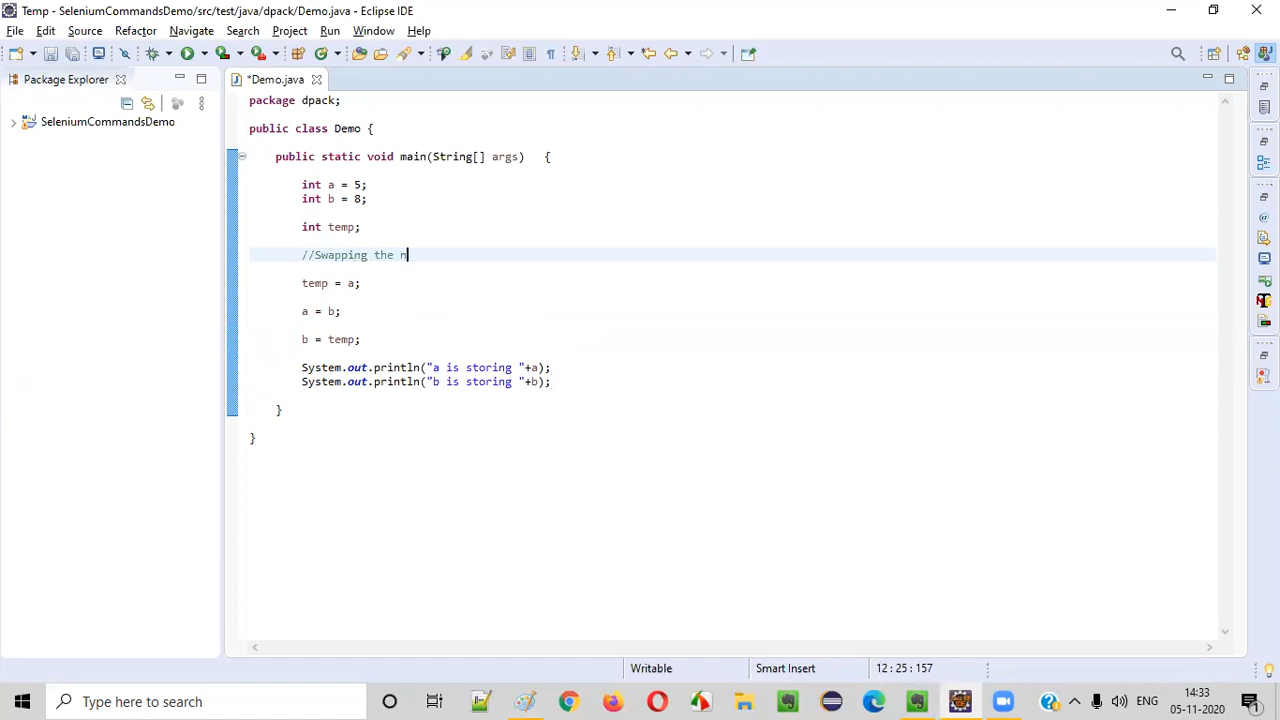 Temp - SeleniumCommandsDemo/src/test/java/dpack/Demo.java - Eclipse IDE
File Edit Source Refactor Navigate Search Project Run Window Help
Package Explorer
*Demo.java
SeleniumCommandsDemo
package dpack;
public class Demo {
public static void main(String[] args) {
int a = 5;
int b = 8;
int temp;
//Swapping the n
temp = a;
a = b;
b = temp;
System.out.println("a is storing "+a);
System.out.println("b is storing "+b);
}
}
Writable
Smart Insert
12 : 25 : 157
Type here to search
ENG
14:33
05-11-2020